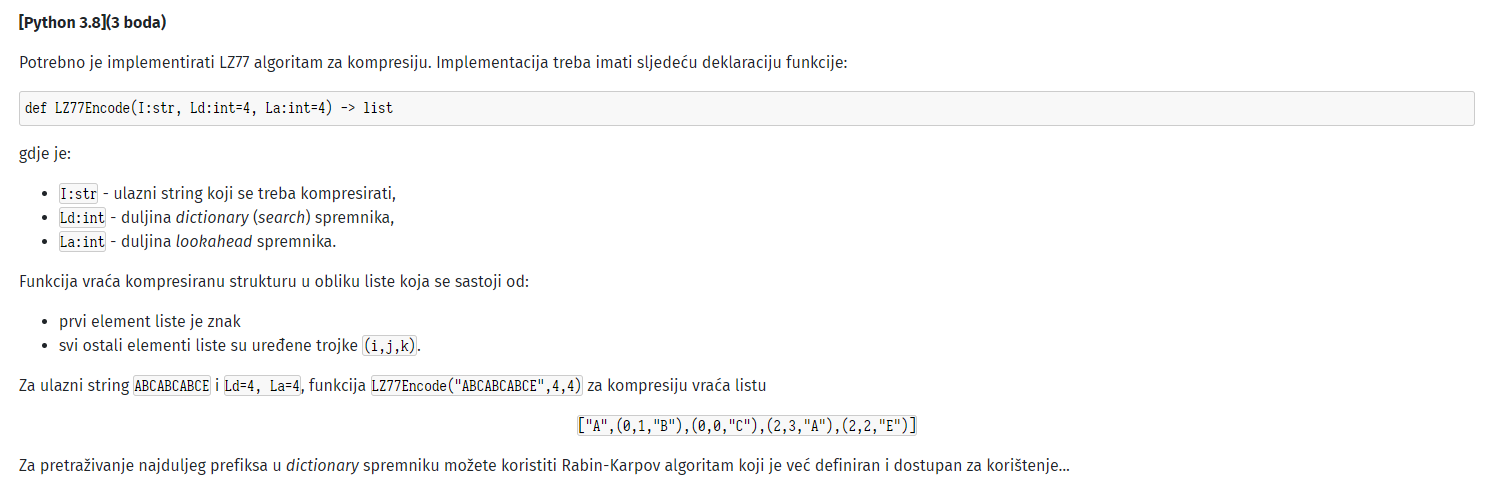 [Python 3.8](3 boda)
Potrebno je implementirati LZ77 algoritam za kompresiju. Implementacija treba imati sljedeću deklaraciju funkcije:
def LZ77Encode(I:str, Ld:int=4, La:int=4) -> list
gdje je:
• I:str - ulazni string koji se treba kompresirati,
• Ld:int - duljina dictionary (search) spremnika,
• La:int - duljina lookahead spremnika.
Funkcija vraća kompresiranu strukturu u obliku liste koja se sastoji od:
• prvi element liste je znak
• svi ostali elementi liste su uređene trojke (i,j,k).
Za ulazni string ABCABCABCE i Ld=4, La=4, funkcija LZ77Encode("ABCABCABCE",4,4) za kompresiju vraća listu
["A",(0,1,"B"),(0,0,"C"),(2,3,"A"),(2,2,"E")]
Za pretraživanje najduljeg prefiksa u dictionary spremniku možete koristiti Rabin-Karpov algoritam koji je već definiran i dostupan za korištenje...